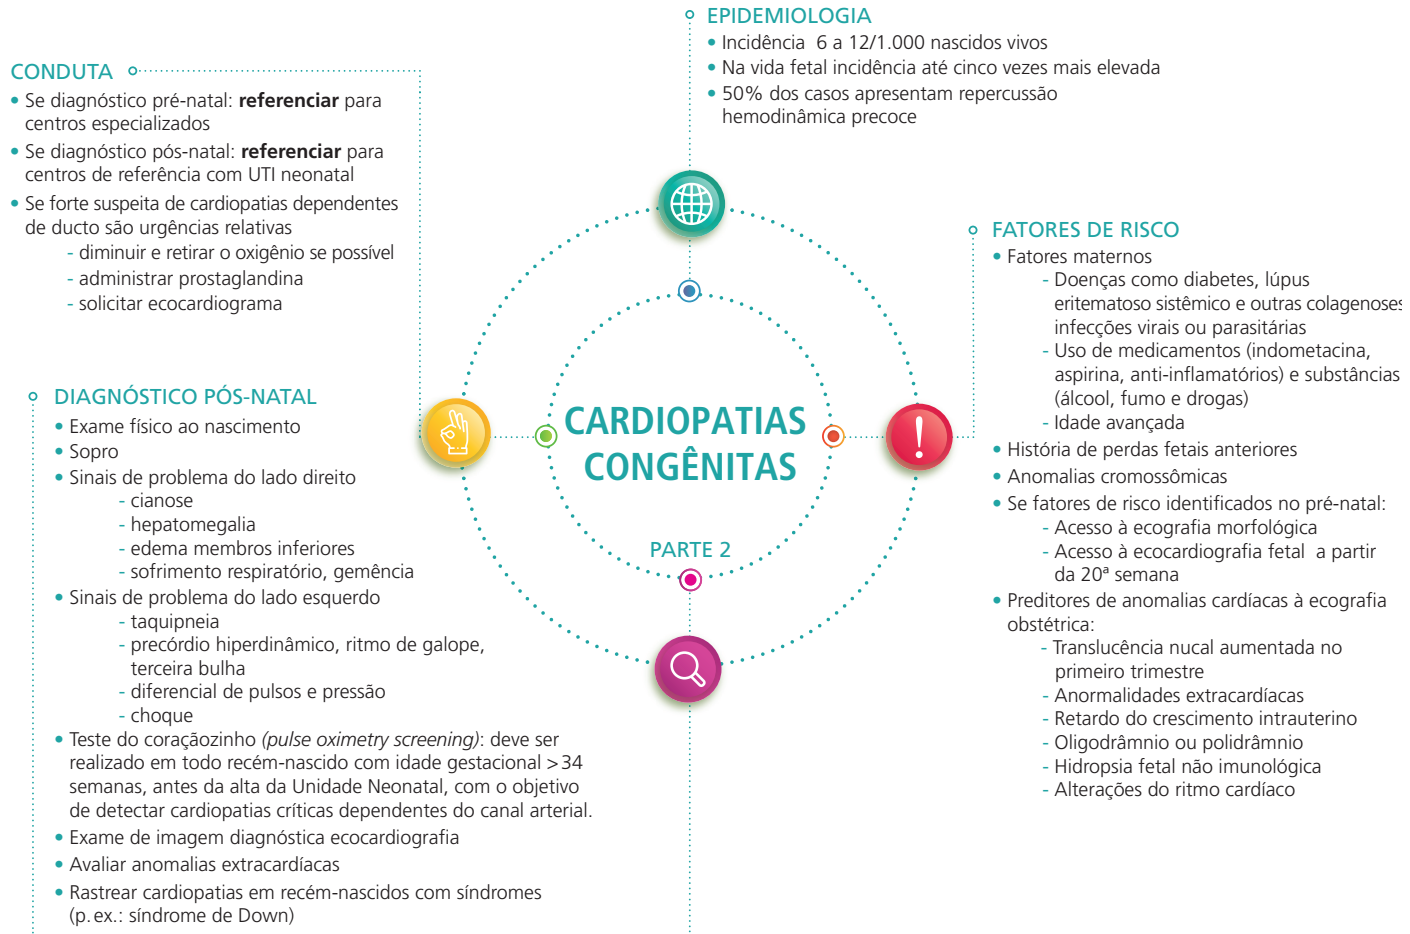 EPIDEMIOLOGIA
• Incidência 6 a 12/1.000 nascidos vivos
• Na vida fetal incidência até cinco vezes mais elevada
• 50% dos casos apresentam repercussão
hemodinâmica precoce
CONDUTA
• Se diagnóstico pré-natal: referenciar para
centros especializados
• Se diagnóstico pós-natal: referenciar para
centros de referência com UTI neonatal
• Se forte suspeita de cardiopatias dependentes
de ducto são urgências relativas
- diminuir e retirar o oxigênio se possível
- administrar prostaglandina
- solicitar ecocardiograma
FATORES DE RISCO
• Fatores maternos
- Doenças como diabetes, lúpus
eritematoso sistêmico e outras colagenoses
infecções virais ou parasitárias
- Uso de medicamentos (indometacina,
aspirina, anti-inflamatórios) e substâncias
(álcool, fumo e drogas)
- Idade avançada
• História de perdas fetais anteriores
• Anomalias cromossômicas
• Se fatores de risco identificados no pré-natal:
- Acesso à ecografia morfológica
- Acesso à ecocardiografia fetal a partir
da 20ª semana
• Preditores de anomalias cardíacas à ecografia
obstétrica:
- Translucência nucal aumentada no
primeiro trimestre
- Anormalidades extracardíacas
- Retardo do crescimento intrauterino
- Oligodrâmnio ou polidrâmnio
- Hidropsia fetal não imunológica
- Alterações do ritmo cardíaco
CARDIOPATIAS
CONGÊNITAS
PARTE 2
DIAGNÓSTICO PÓS-NATAL
• Exame físico ao nascimento
• Sopro
• Sinais de problema do lado direito
- cianose
- hepatomegalia
- edema membros inferiores
- sofrimento respiratório, gemência
• Sinais de problema do lado esquerdo
- taquipneia
- precórdio hiperdinâmico, ritmo de galope,
terceira bulha
- diferencial de pulsos e pressão
- choque
• Teste do coraçãozinho (pulse oximetry screening): deve ser
realizado em todo recém-nascido com idade gestacional >34
semanas, antes da alta da Unidade Neonatal, com o objetivo
de detectar cardiopatias críticas dependentes do canal arterial.
• Exame de imagem diagnóstica ecocardiografia
• Avaliar anomalias extracardíacas
• Rastrear cardiopatias em recém-nascidos com síndromes
(p.ex.: síndrome de Down)